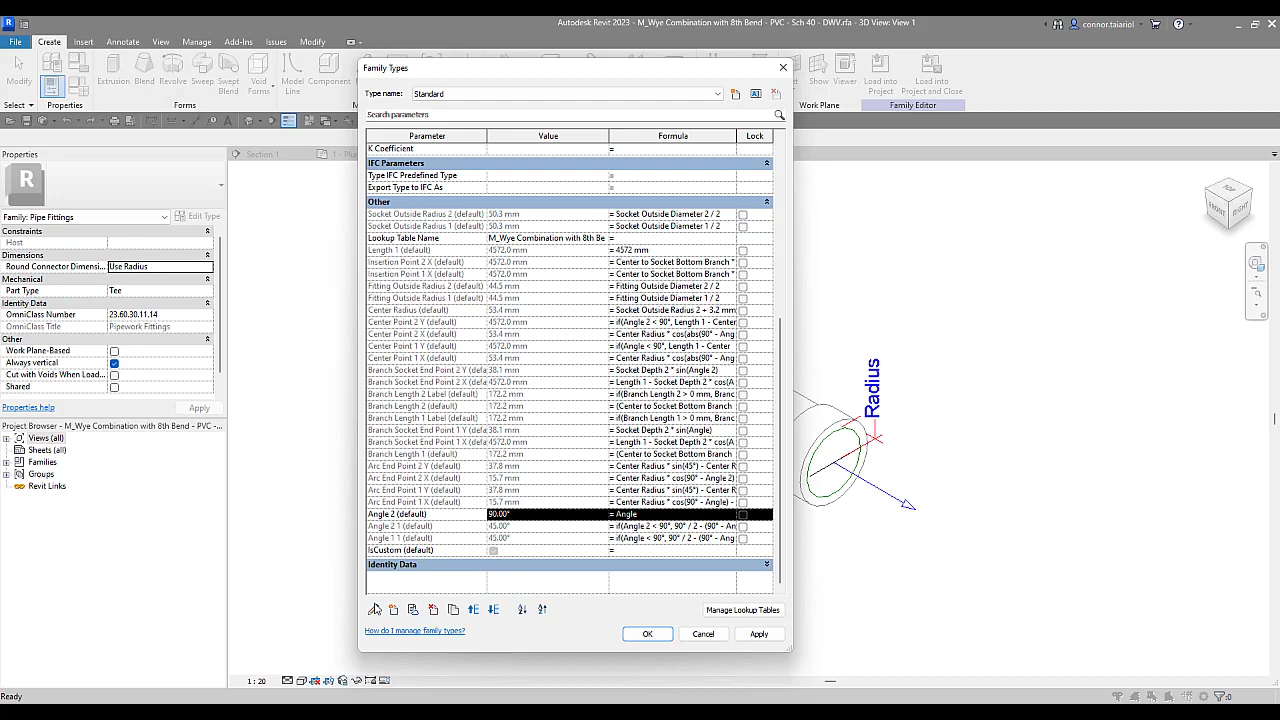 Autodesk Revit 2023 - M_Wye Combination with 8th Bend - PVC - Sch 40 - DWV.rfa - 3D View: View 1
connor.taiariol
File Create Insert Annotate View Manage Add-Ins Issues Modify
Modify Extrusion Blend Revolve Sweep Swept Blend Void Forms Model Line Component Show Viewer Load into Project Load into Project and Close
Select Properties Forms Work Plane Family Editor
Section 1
Properties
R
Family: Pipe Fittings Edit Type
Constraints
Host
Dimensions
Round Connector Dimensi... Use Radius
Mechanical
Part Type Tee
Identity Data
OmniClass Number 23.60.30.11.14
OmniClass Title Pipework Fittings
Other
Work Plane-Based
Always vertical
Cut with Voids When Load...
Shared
Properties help Apply
Project Browser - M_Wye Combination with 8th Bend - PVC -
Views (all)
Sheets (all)
Families
Groups
Revit Links
Family Types
Type name: Standard
Search parameters
Parameter Value Formula Lock
K Coefficient =
IFC Parameters
Type IFC Predefined Type =
Export Type to IFC As =
Other
Socket Outside Radius 2 (default) 50.3 mm = Socket Outside Diameter 2 / 2
Socket Outside Radius 1 (default) 50.3 mm = Socket Outside Diameter 1 / 2
Lookup Table Name M_Wye Combination with 8th Be =
Length 1 (default) 4572.0 mm = 4572 mm
Insertion Point 2 X (default) 4572.0 mm = Center to Socket Bottom Branch *
Insertion Point 1 X (default) 4572.0 mm = Center to Socket Bottom Branch *
Fitting Outside Radius 2 (default) 44.5 mm = Fitting Outside Diameter 2 / 2
Fitting Outside Radius 1 (default) 44.5 mm = Fitting Outside Diameter 1 / 2
Center Radius (default) 53.4 mm = Socket Outside Radius 2 + 3.2 mm
Center Point 2 Y (default) 4572.0 mm = if(Angle 2 < 90°, Length 1 - Center
Center Point 2 X (default) 53.4 mm = Center Radius * cos(abs(90° - Ang
Center Point 1 Y (default) 4572.0 mm = if(Angle < 90°, Length 1 - Center
Center Point 1 X (default) 53.4 mm = Center Radius * cos(abs(90° - Ang
Branch Socket End Point 2 Y (defa 38.1 mm = Socket Depth 2 * sin(Angle 2)
Branch Socket End Point 2 X (defa 4572.0 mm = Length 1 - Socket Depth 2 * cos(A
Branch Length 2 Label (default) 172.2 mm = if(Branch Length 2 > 0 mm, Branc
Branch Length 2 (default) 172.2 mm = (Center to Socket Bottom Branch
Branch Length 1 Label (default) 172.2 mm = if(Branch Length 1 > 0 mm, Branc
Branch Socket End Point 1 Y (defa 38.1 mm = Socket Depth 2 * sin(Angle)
Branch Socket End Point 1 X (defa 4572.0 mm = Length 1 - Socket Depth 2 * cos(A
Branch Length 1 (default) 172.2 mm = (Center to Socket Bottom Branch
Arc End Point 2 Y (default) 37.8 mm = Center Radius * sin(45°) - Center R
Arc End Point 2 X (default) 15.7 mm = Center Radius * cos(90° - Angle 2)
Arc End Point 1 Y (default) 37.8 mm = Center Radius * sin(45°) - Center R
Arc End Point 1 X (default) 15.7 mm = Center Radius * cos(90° - Angle) -
Angle 2 (default) 90.00° = Angle
Angle 2 1 (default) 45.00° = if(Angle 2 < 90°, 90° / 2 - (90° - An
Angle 1 1 (default) 45.00° = if(Angle < 90°, 90° / 2 - (90° - Ang
IsCustom (default) =
Identity Data
Manage Lookup Tables
How do I manage family types?
OK Cancel Apply
Radius
TOP
FRONT RIGHT
1 : 20
Ready
:0